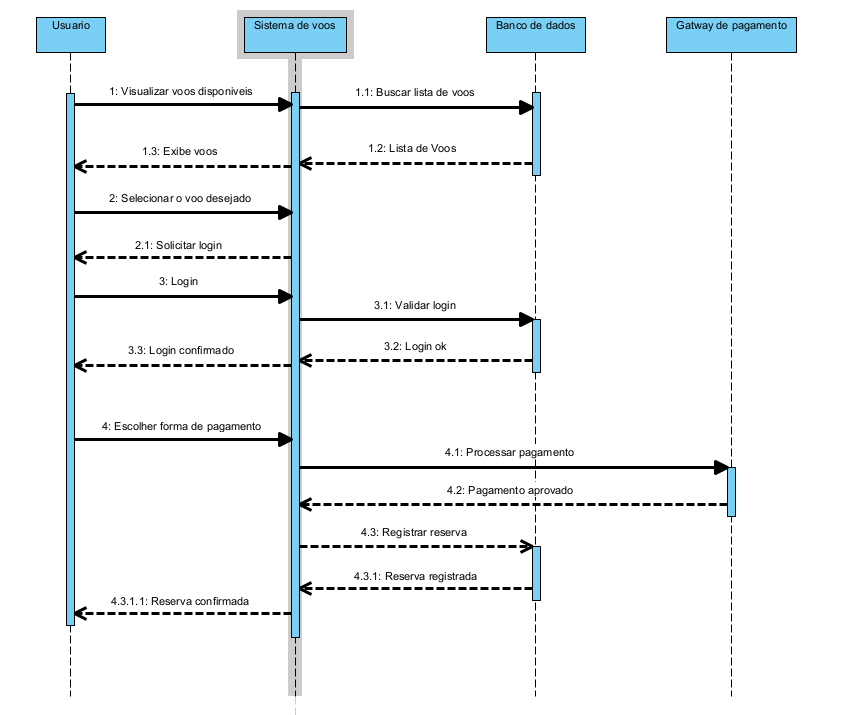 Usuario
Sistema de voos
Banco de dados
Gatway de pagamento
1: Visualizar voos disponiveis
1.1: Buscar lista de voos
1.2: Lista de Voos
1.3: Exibe voos
2: Selecionar o voo desejado
2.1: Solicitar login
3: Login
3.1: Validar login
3.2: Login ok
3.3: Login confirmado
4: Escolher forma de pagamento
4.1: Processar pagamento
4.2: Pagamento aprovado
4.3: Registrar reserva
4.3.1: Reserva registrada
4.3.1.1: Reserva confirmada